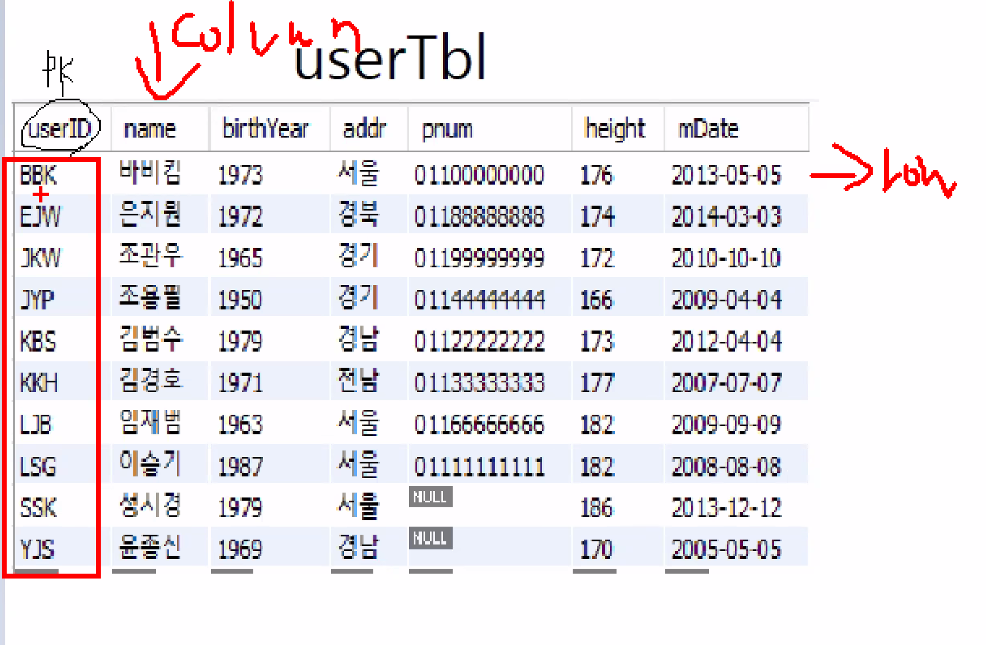 column
userTbl
PK
userID name birthYear addr pnum height mDate
BBK 바비킴 1973 서울 01100000000 176 2013-05-05 row
EJW 은지원 1972 경북 01188888888 174 2014-03-03
JKW 조관우 1965 경기 01199999999 172 2010-10-10
JYP 조용필 1950 경기 01144444444 166 2009-04-04
KBS 김범수 1979 경남 01122222222 173 2012-04-04
KKH 김경호 1971 전남 01133333333 177 2007-07-07
LJB 임재범 1963 서울 01166666666 182 2009-09-09
LSG 이슬기 1987 서울 01111111111 182 2008-08-08
SSK 성시경 1979 서울 NULL 186 2013-12-12
YJS 윤종신 1969 경남 NULL 170 2005-05-05